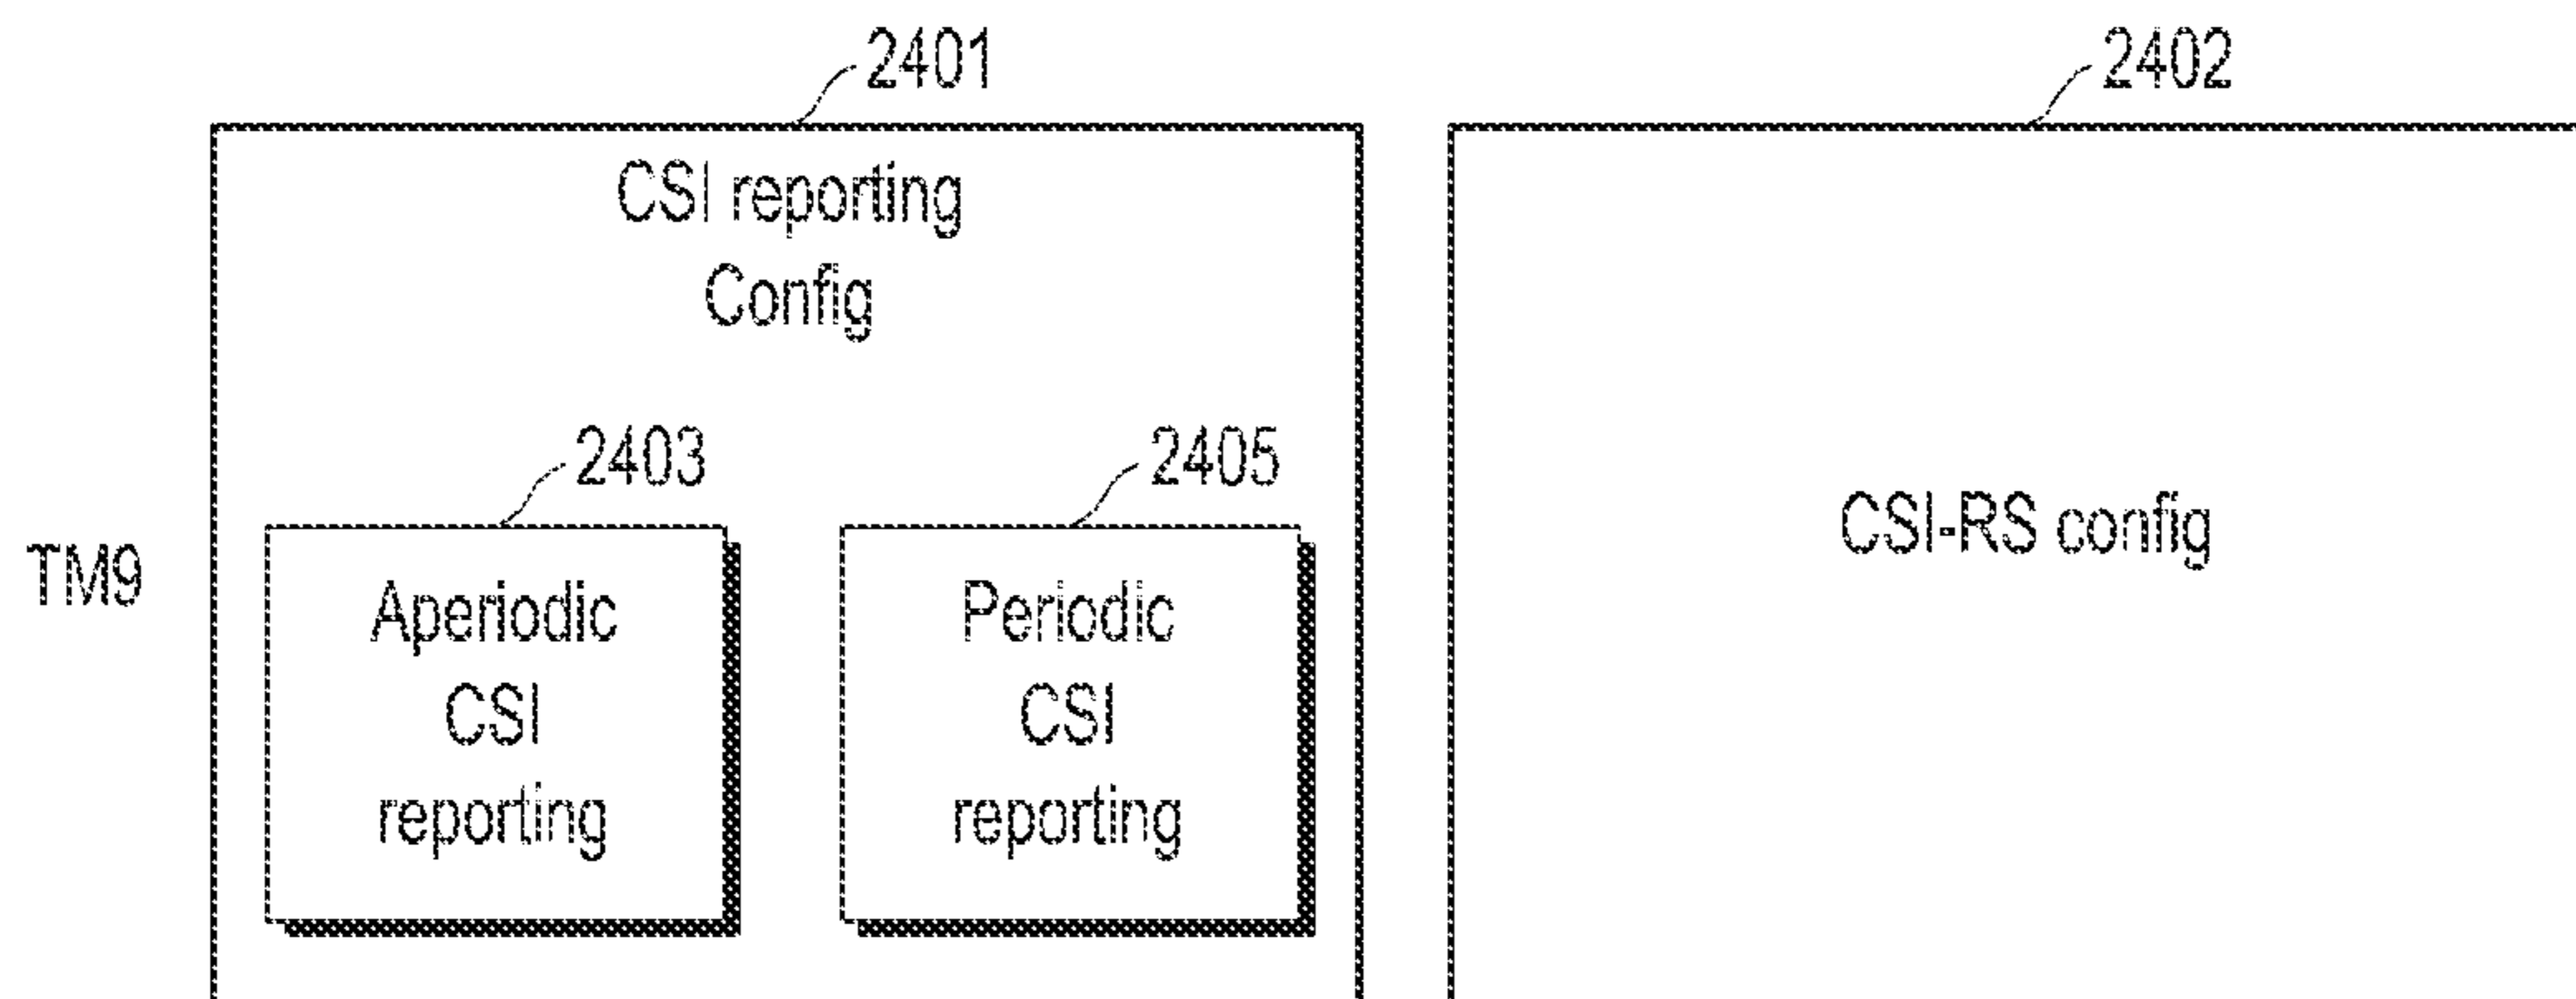 2401
2402
CSI reporting
Config
2403
2405
CSI-RS config
TM9
Aperiodic
CSI
reporting
Periodic
CSI
reporting